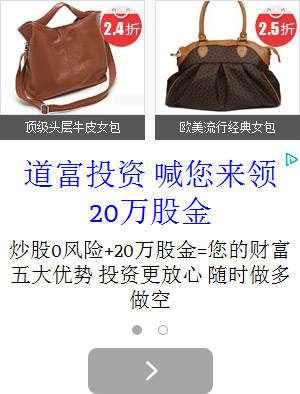 2.4折
2.5折
顶级头层牛皮女包
欧美流行经典女包
道富投资 喊您来领
20万股金
炒股0风险+20万股金=您的财富
五大优势 投资更放心 随时做多
做空